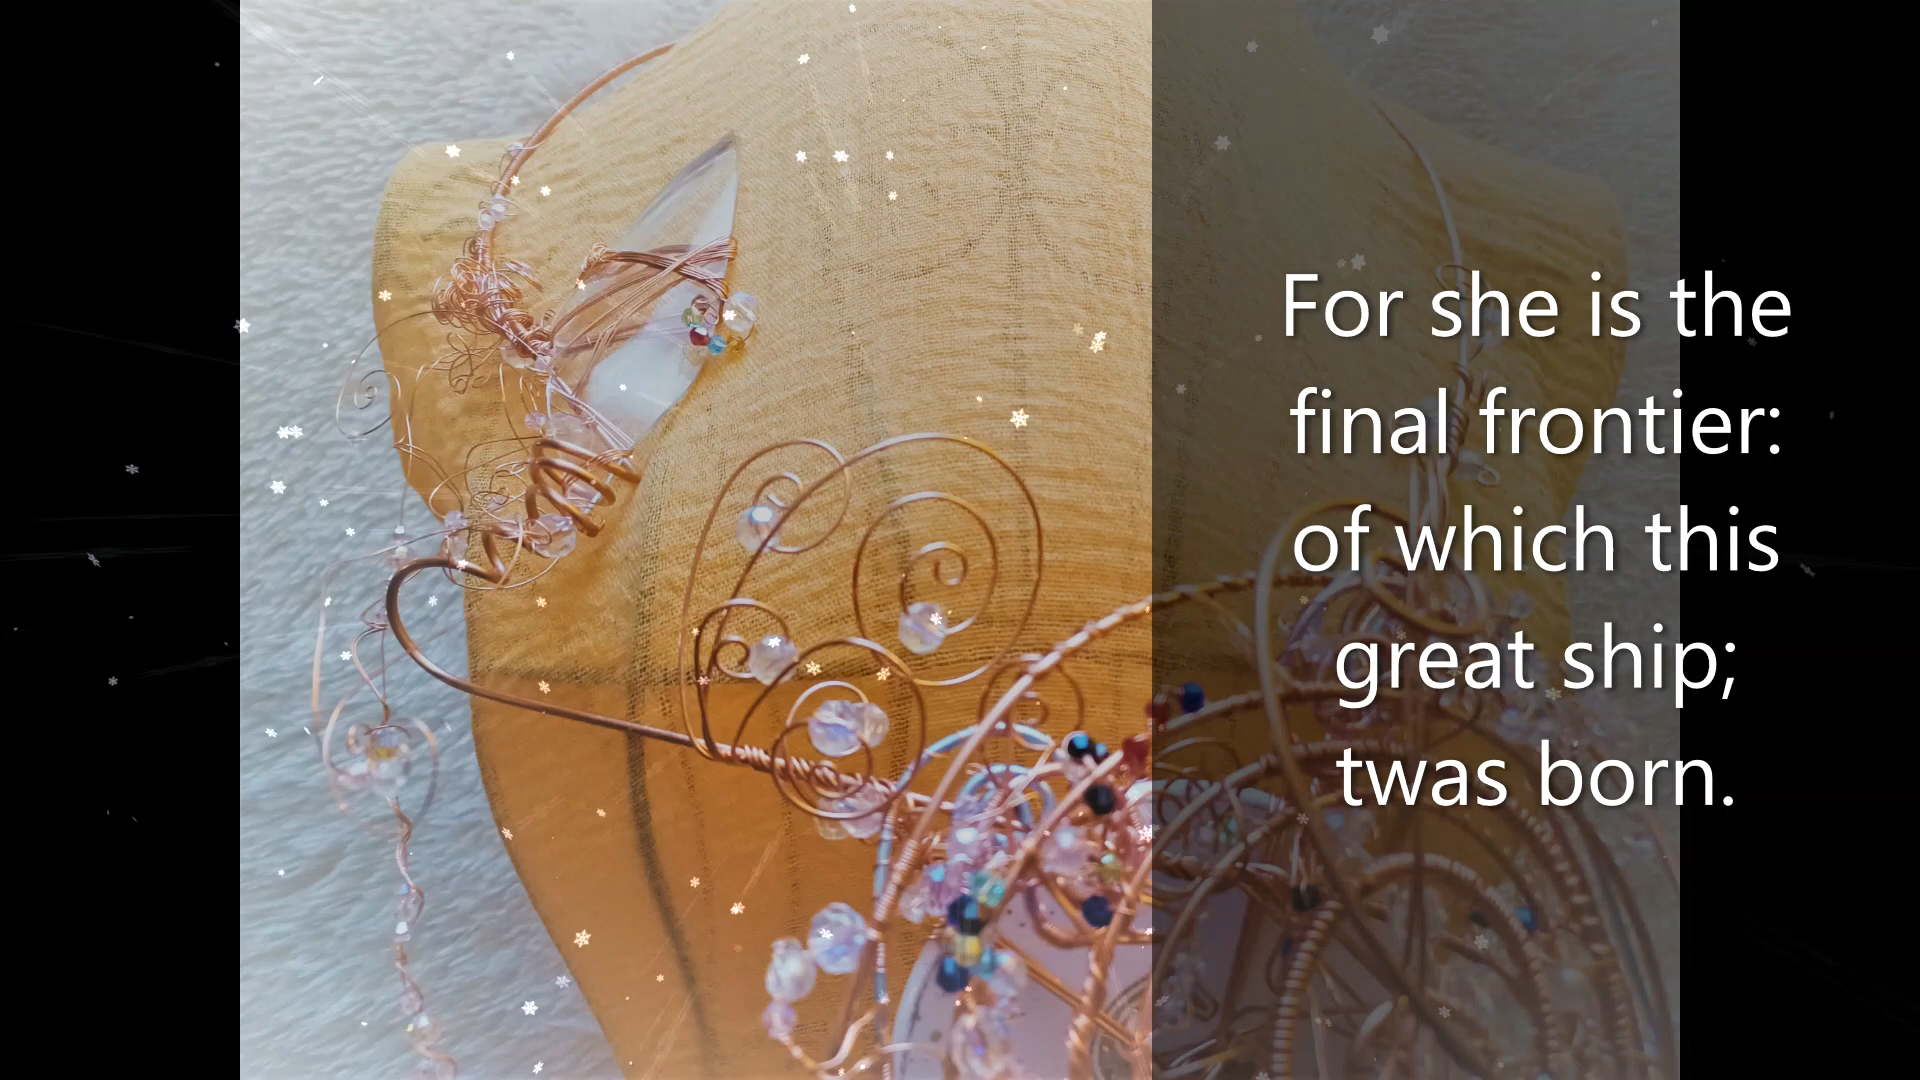 For she is the
final frontier:
of which this
great ship;
twas born.